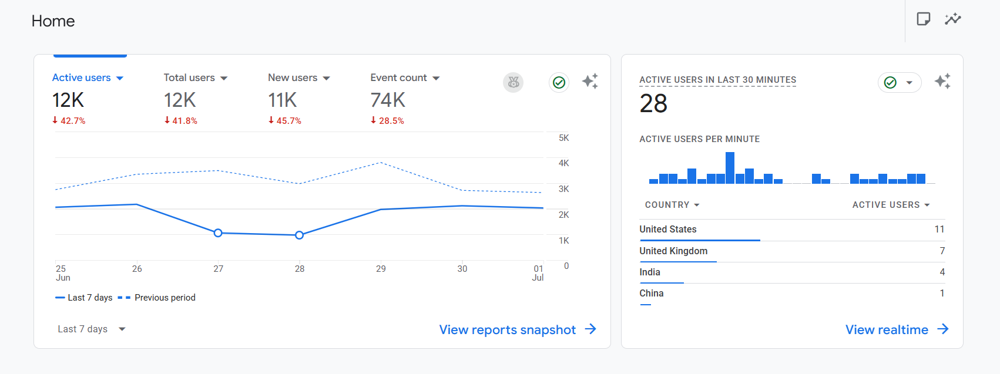 Home
Active users Total users New users Event count
12K 12K 11K 74K
42.7% 41.8% 45.7% 28.5%
5K
4K
3K
2K
1K
0
25 26 27 28 29 30 01
Jun Jul
Last 7 days Previous period
Last 7 days View reports snapshot
ACTIVE USERS IN LAST 30 MINUTES
28
ACTIVE USERS PER MINUTE
COUNTRY ACTIVE USERS
United States 11
United Kingdom 7
India 4
China 1
View realtime